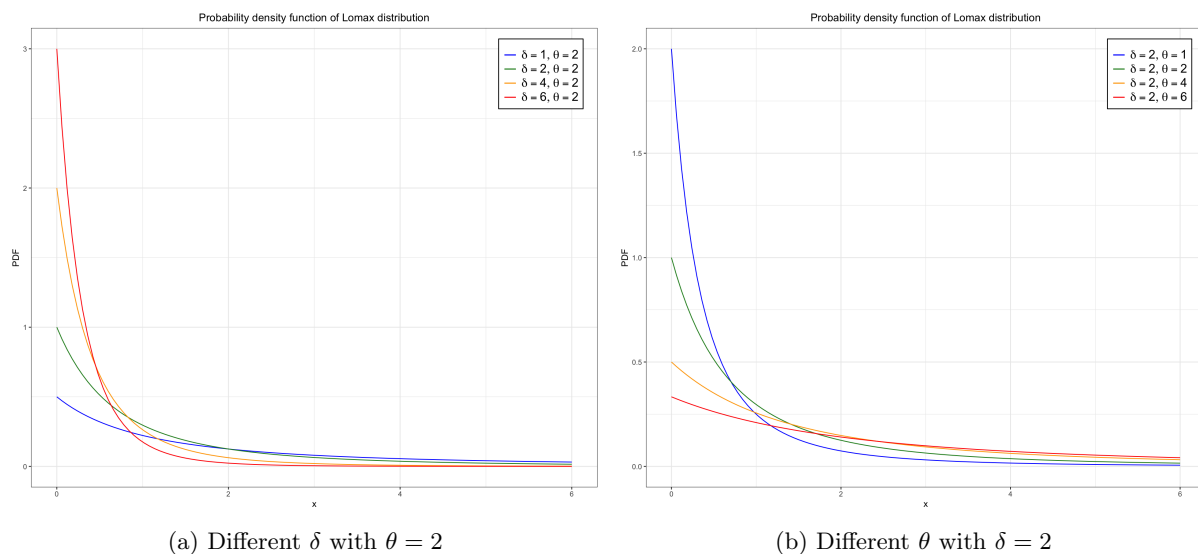 Probability density function of Lomax distribution
3
2
1
0
PDF
δ = 1, θ = 2
δ = 2, θ = 2
δ = 4, θ = 2
δ = 6, θ = 2
0
2
4
6
x
(a) Different δ with θ = 2
Probability density function of Lomax distribution
2.0
1.5
1.0
0.5
0.0
PDF
δ = 2, θ = 1
δ = 2, θ = 2
δ = 2, θ = 4
δ = 2, θ = 6
0
2
4
6
x
(b) Different θ with δ = 2